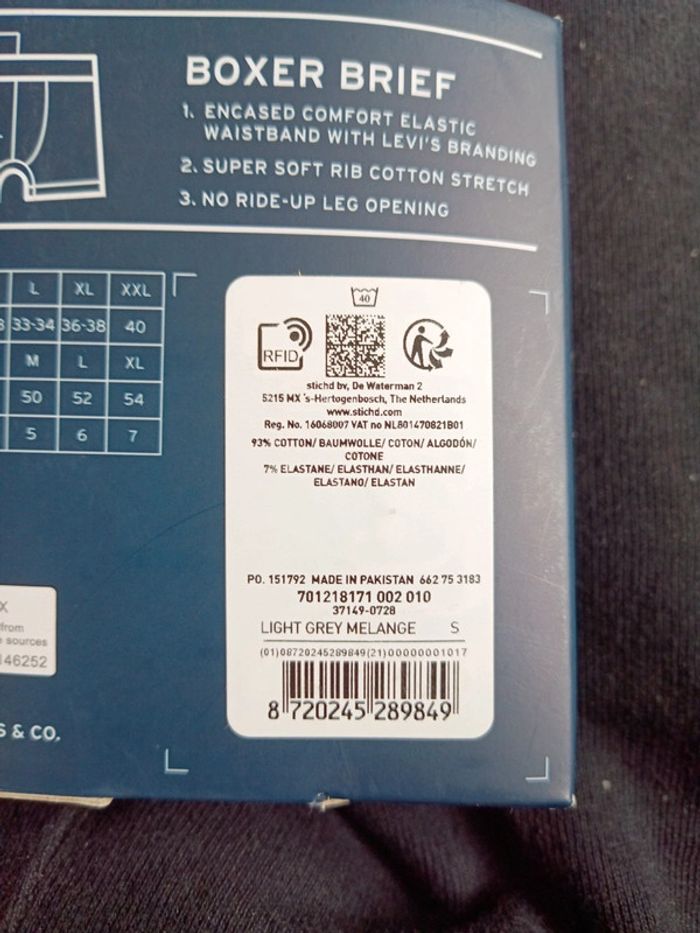 BOXER BRIEF
1. ENCASED COMFORT ELASTIC
WAISTBAND WITH LEVI'S BRANDING
2. SUPER SOFT RIB COTTON STRETCH
3. NO RIDE-UP LEG OPENING
L XL XXL
33-34 36-38 40
M L XL
50 52 54
5 6 7
40
RFID
stichd bv, De Waterman 2
5215 MX 's-Hertogenbosch, The Netherlands
www.stichd.com
Reg. No. 16068007 VAT no NL801470821B01
93% COTTON/ BAUMWOLLE/ COTON/ ALGODÓN/
COTONE
7% ELASTANE/ ELASTHAN/ ELASTHANNE/
ELASTANO/ ELASTAN
PO. 151792 MADE IN PAKISTAN 662 75 3183
701218171 002 010
37149-0728
LIGHT GREY MELANGE S
(01)08720245289849(21)00000001017
8 720245 289849
X
from
sources
46252
S & CO.